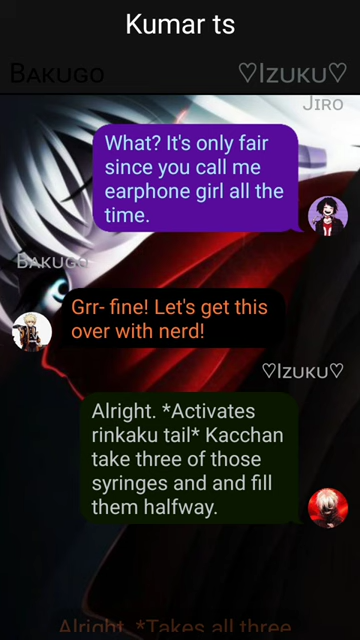 Kumar ts
Bakugo ♡Izuku♡
Jiro
What? It's only fair
since you call me
earphone girl all the
time.
Bakugo
Grr- fine! Let's get this
over with nerd!
♡Izuku♡
Alright. *Activates
rinkaku tail* Kacchan
take three of those
syringes and and fill
them halfway.
Alright. *Takes all three